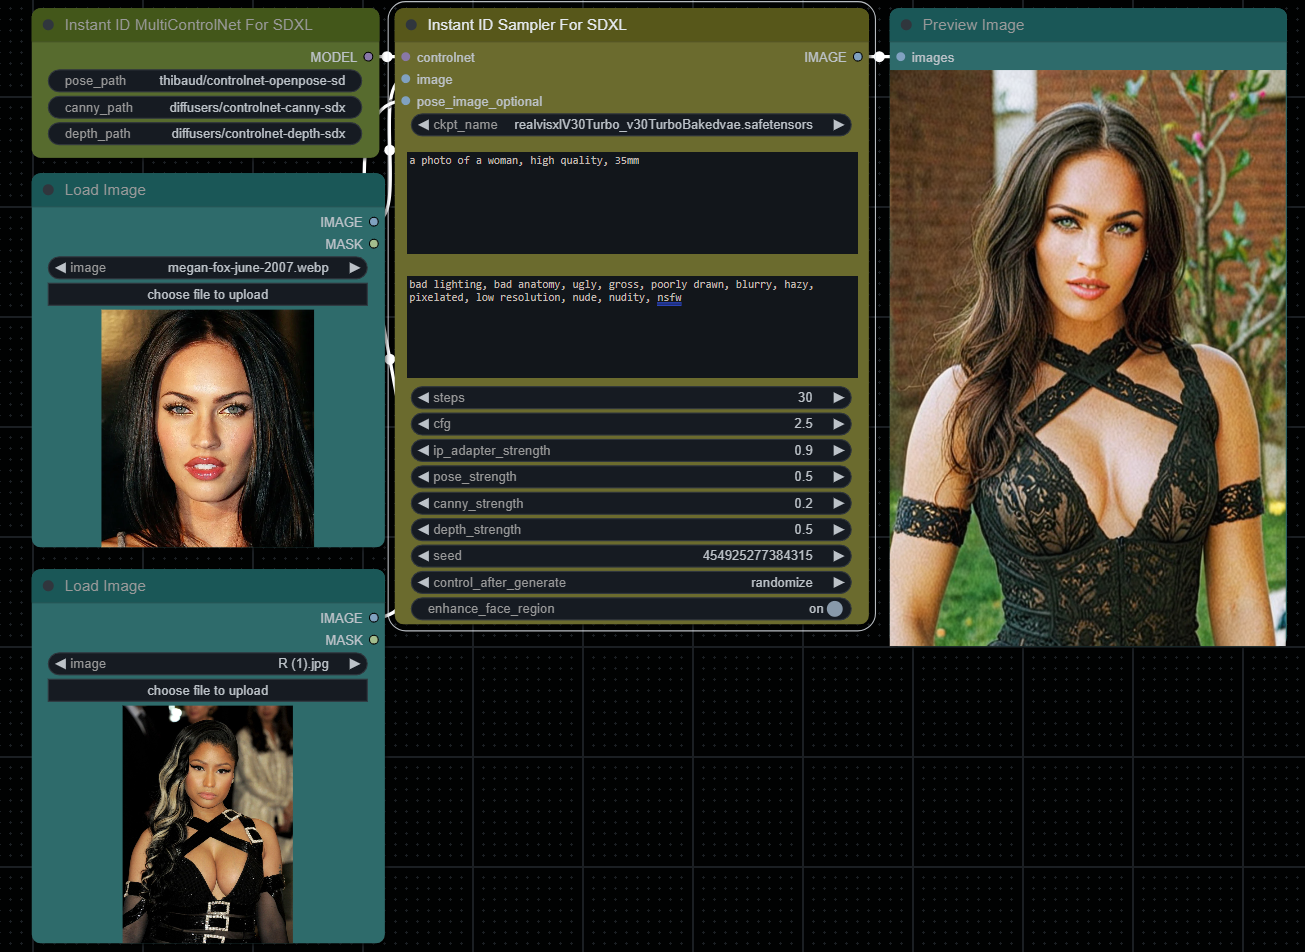 Instant ID MultiControlNet For SDXL
MODEL
pose_path thibaud/controlnet-openpose-sd
canny_path diffusers/controlnet-canny-sdx
depth_path diffusers/controlnet-depth-sdx
Load Image
IMAGE
MASK
image megan-fox-june-2007.webp
choose file to upload
Load Image
IMAGE
MASK
image R (1).jpg
choose file to upload
Instant ID Sampler For SDXL
controlnet IMAGE
image
pose_image_optional
ckpt_name realvisxlV30Turbo_v30TurboBakedvae.safetensors
a photo of a woman, high quality, 35mm
bad lighting, bad anatomy, ugly, gross, poorly drawn, blurry, hazy,
pixelated, low resolution, nude, nudity, nsfw
steps 30
cfg 2.5
ip_adapter_strength 0.9
pose_strength 0.5
canny_strength 0.2
depth_strength 0.5
seed 454925277384315
control_after_generate randomize
enhance_face_region on
Preview Image
images